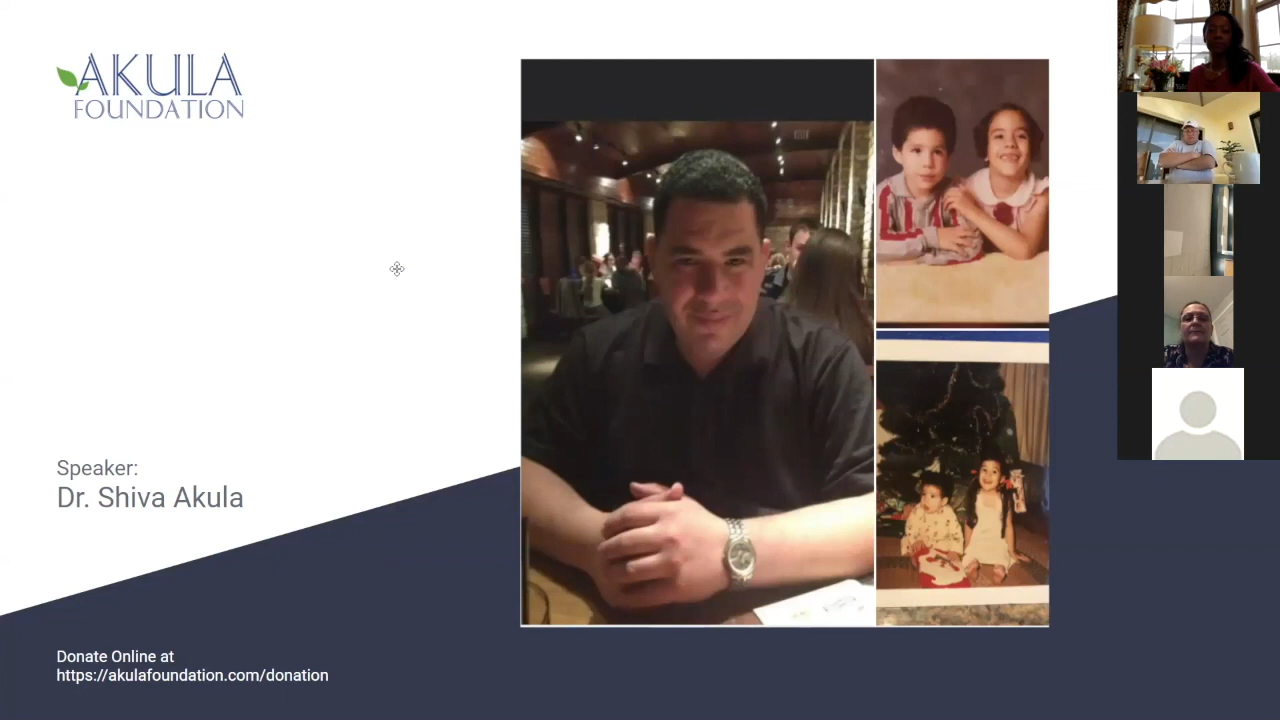 AKULA
FOUNDATION
Speaker:
Dr. Shiva Akula
Donate Online at
https://akulafoundation.com/donation